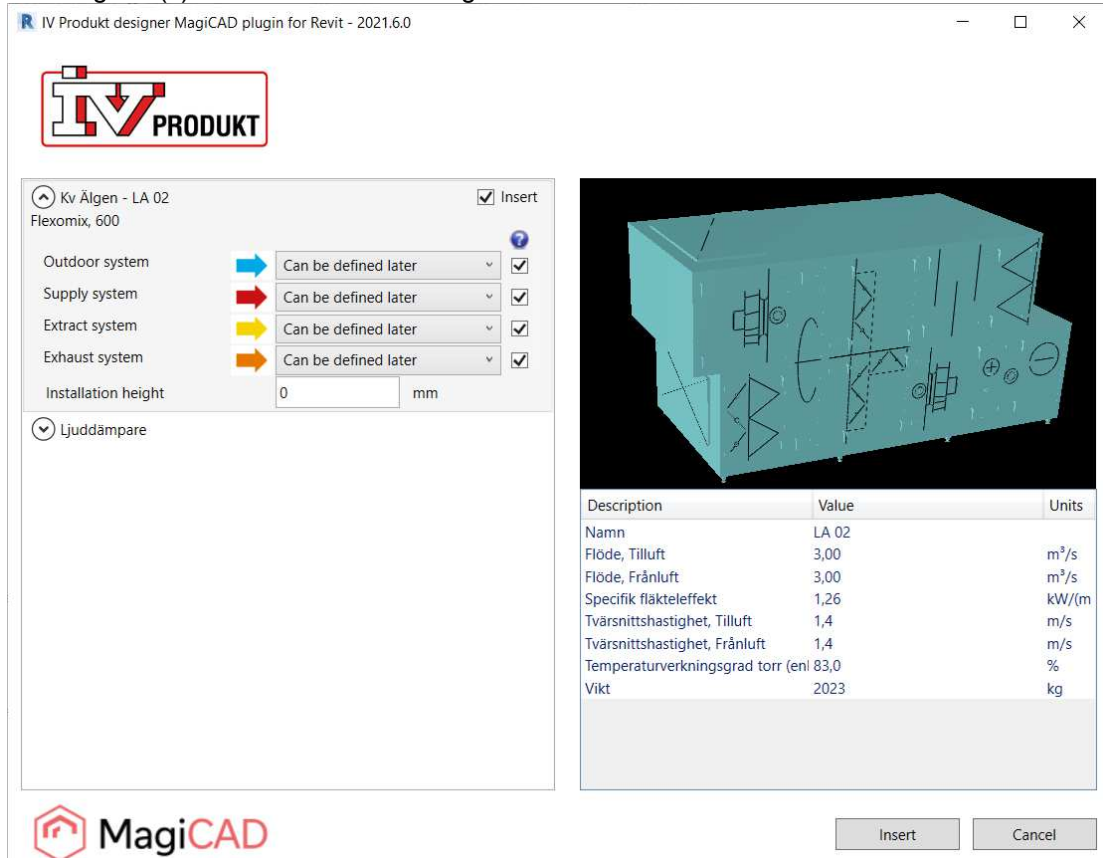 IV Produkt designer MagiCAD plugin for Revit - 2021.6.0
IV PRODUKT
Kv Älgen - LA 02
Insert
Flexomix, 600
Outdoor system Can be defined later
Supply system Can be defined later
Extract system Can be defined later
Exhaust system Can be defined later
Installation height 0 mm
Ljuddämpare
Description Value Units
Namn LA 02
Flöde, Tilluft 3,00 m³/s
Flöde, Frånluft 3,00 m³/s
Specifik fläkteleffekt 1,26 kW/(m
Tvärsnittshastighet, Tilluft 1,4 m/s
Tvärsnittshastighet, Frånluft 1,4 m/s
Temperaturverkningsgrad torr (enl 83,0 %
Vikt 2023 kg
MagiCAD
Insert Cancel